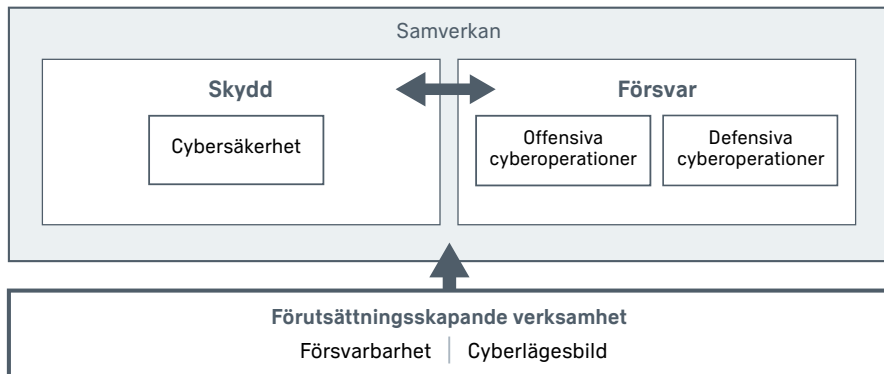 Samverkan
Skydd
Cybersäkerhet
Försvar
Offensiva
cyberoperationer
Defensiva
cyberoperationer
Förutsättningsskapande verksamhet
Försvarbarhet | Cyberlägesbild